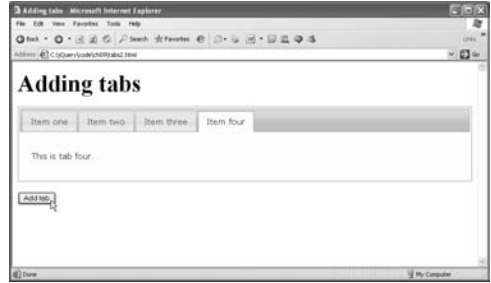 Adding tabs - Microsoft Internet Explorer
File Edit View Favorites Tools Help
Back Search Favorites Links
Address C:\jQuery\code\ch09\tabs2.html Go
Adding tabs
Item one Item two Item three Item four
This is tab four.
Add tab
Done My Computer